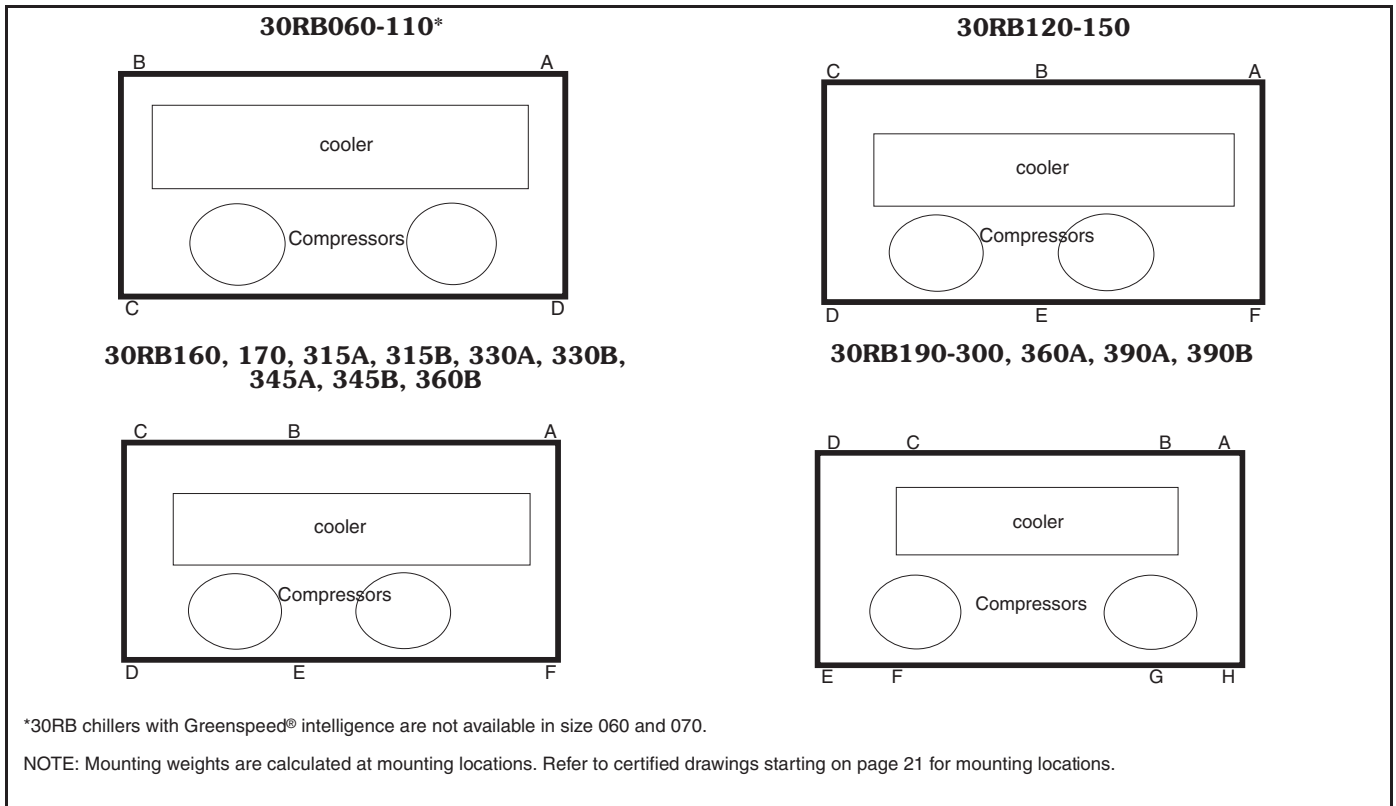 30RB060-110*
B A
cooler
Compressors
C D
30RB120-150
C B A
cooler
Compressors
D E F
30RB160, 170, 315A, 315B, 330A, 330B,
345A, 345B, 360B
C B A
cooler
Compressors
D E F
30RB190-300, 360A, 390A, 390B
D C B A
cooler
Compressors
E F G H
*30RB chillers with Greenspeed® intelligence are not available in size 060 and 070.
NOTE: Mounting weights are calculated at mounting locations. Refer to certified drawings starting on page 21 for mounting locations.